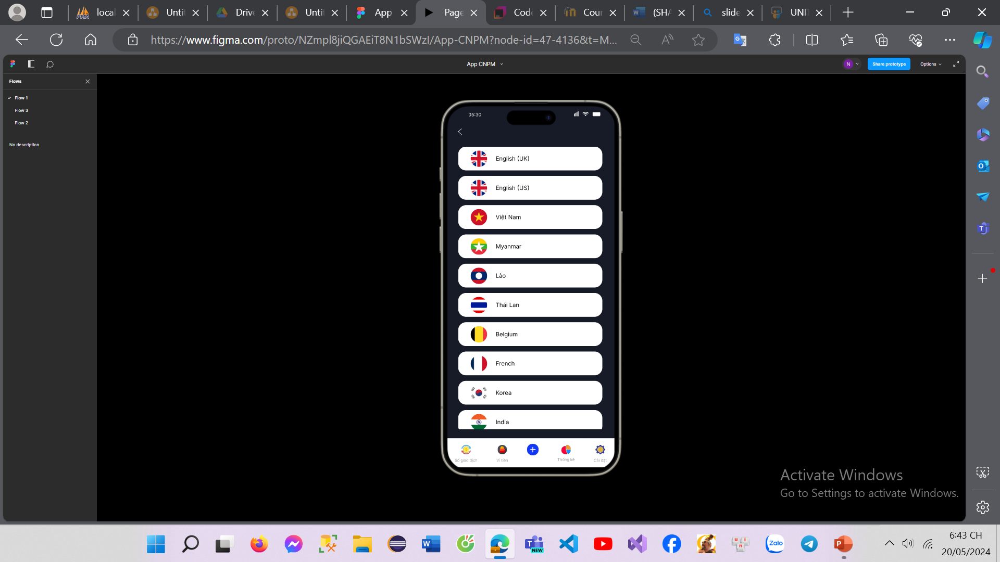 local
Untit
Drive
Untit
App
Page
Code
Cour
(SHA
slide
UNIT
https://www.figma.com/proto/NZmpl8jiQGAEiT8N1bSWzI/App-CNPM?node-id=47-4136&t=M...
App CNPM
N
Share prototype
Options
Flows
Flow 1
Flow 3
Flow 2
No description
05:30
English (UK)
English (US)
Việt Nam
Myanmar
Lào
Thái Lan
Belgium
French
Korea
India
Sổ giao dịch
Ví tiền
Thống kê
Cài đặt
Activate Windows
Go to Settings to activate Windows.
NEW
Zalo
6:43 CH
20/05/2024